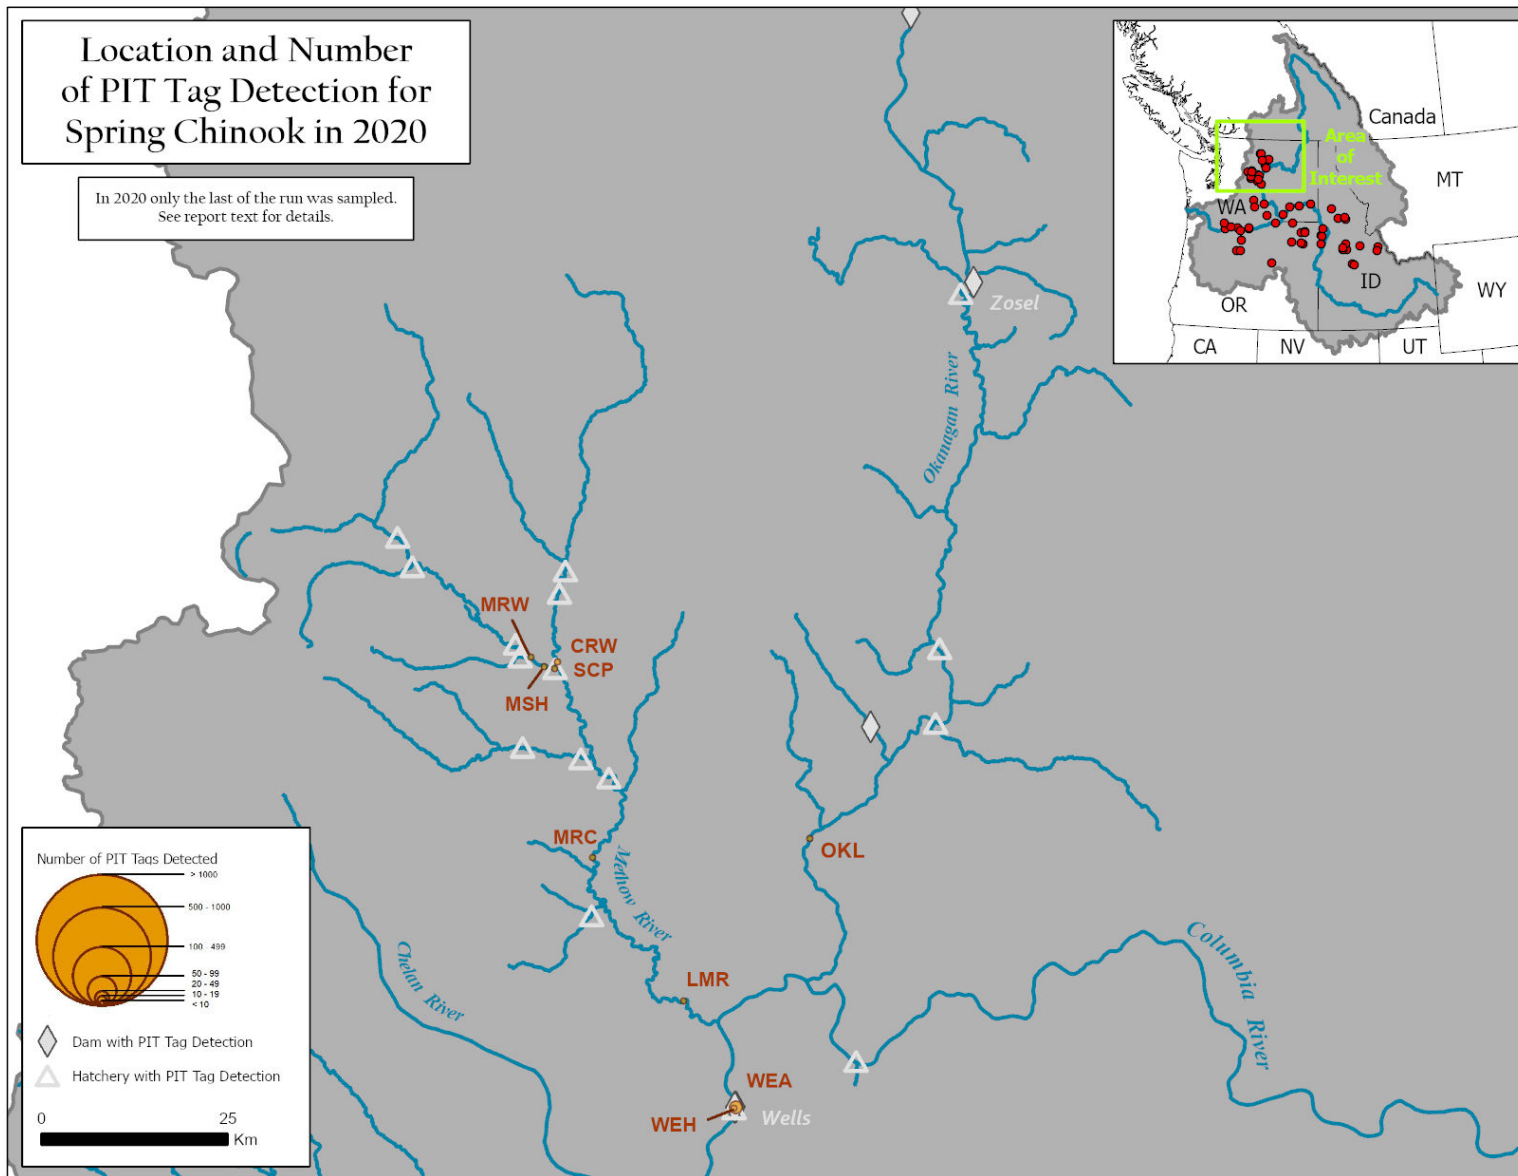 Location and Number
of PIT Tag Detection for
Spring Chinook in 2020
In 2020 only the last of the run was sampled.
See report text for details.
Canada
Area
of
Interest
MT
WA
ID
WY
OR
CA
NV
UT
Zosel
Okanagan River
MRW
CRW
SCP
MSH
MRC
OKL
Methow River
Chelan River
LMR
Columbia River
WEA
WEH
Wells
Number of PIT Tags Detected
> 1000
500 - 1000
100 - 499
50 - 99
20 - 49
10 - 19
< 10
Dam with PIT Tag Detection
Hatchery with PIT Tag Detection
0 25
Km